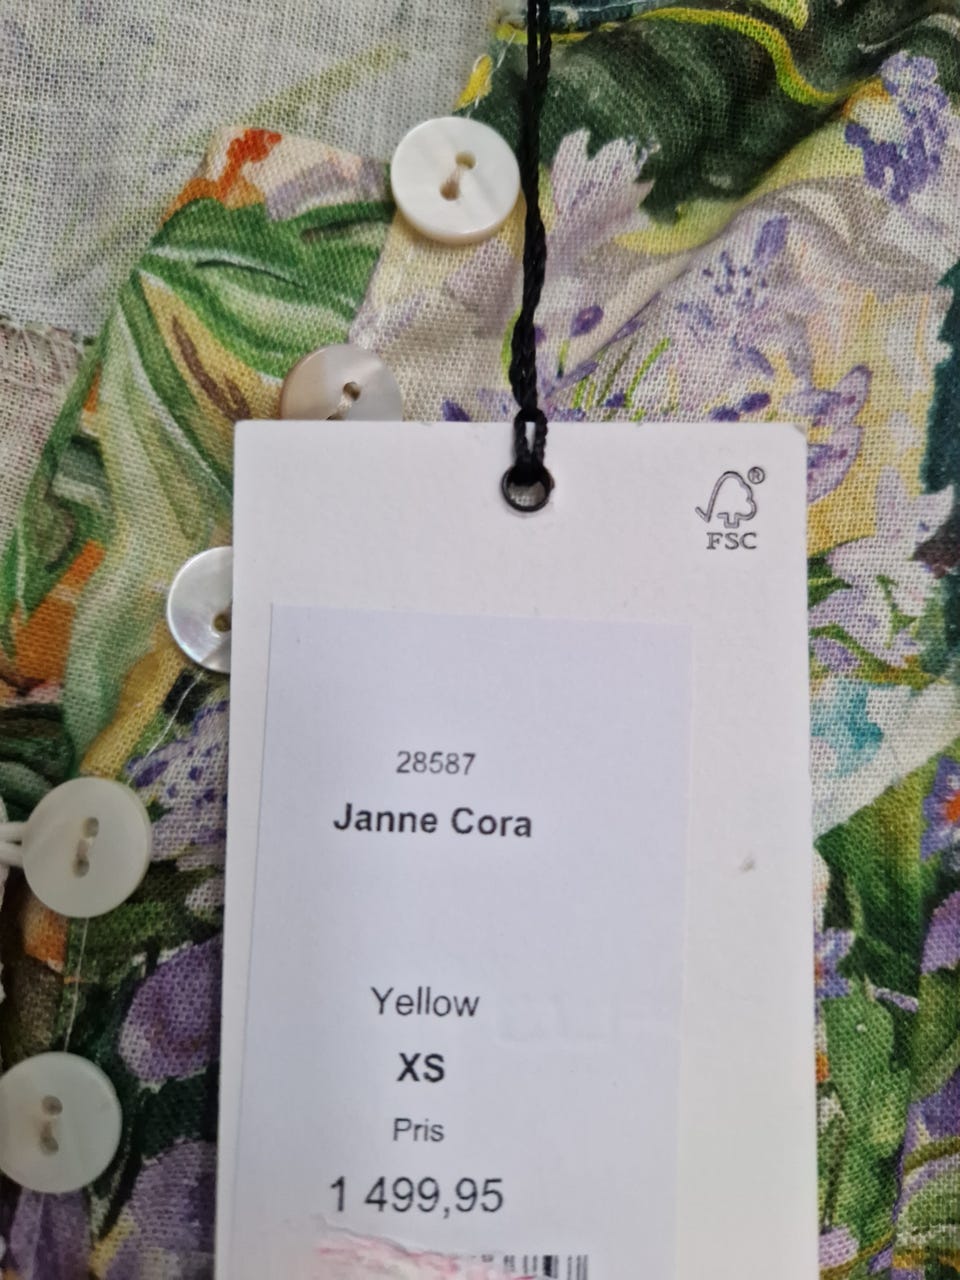 ®
FSC
28587
Janne Cora
Yellow
XS
Pris
1 499,95